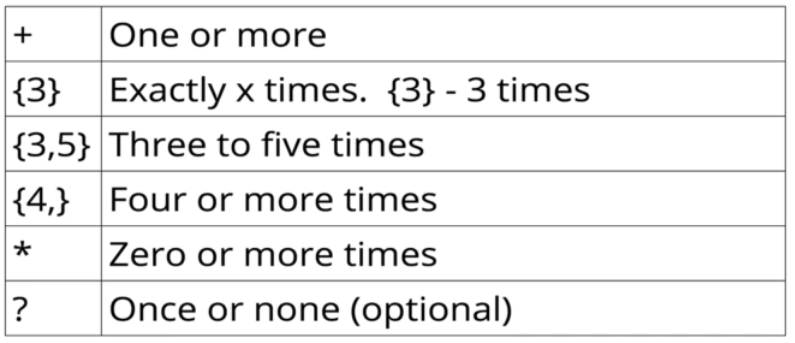 + One or more
{3} Exactly x times. {3} - 3 times
{3,5} Three to five times
{4,} Four or more times
* Zero or more times
? Once or none (optional)